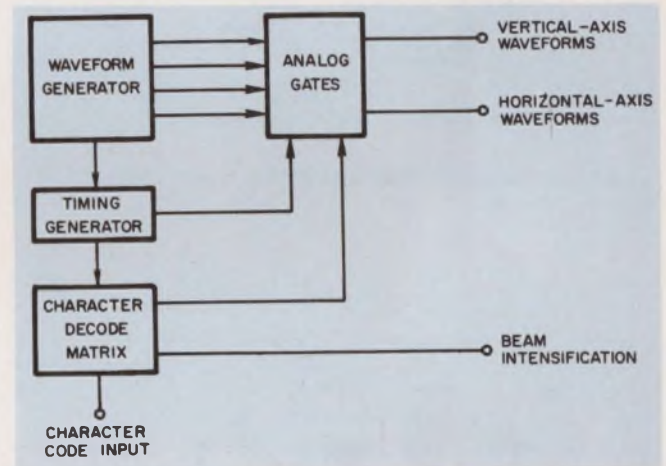 WAVEFORM
GENERATOR
ANALOG
GATES
VERTICAL-AXIS
WAVEFORMS
HORIZONTAL-AXIS
WAVEFORMS
TIMING
GENERATOR
CHARACTER
DECODE
MATRIX
BEAM
INTENSIFICATION
CHARACTER
CODE INPUT